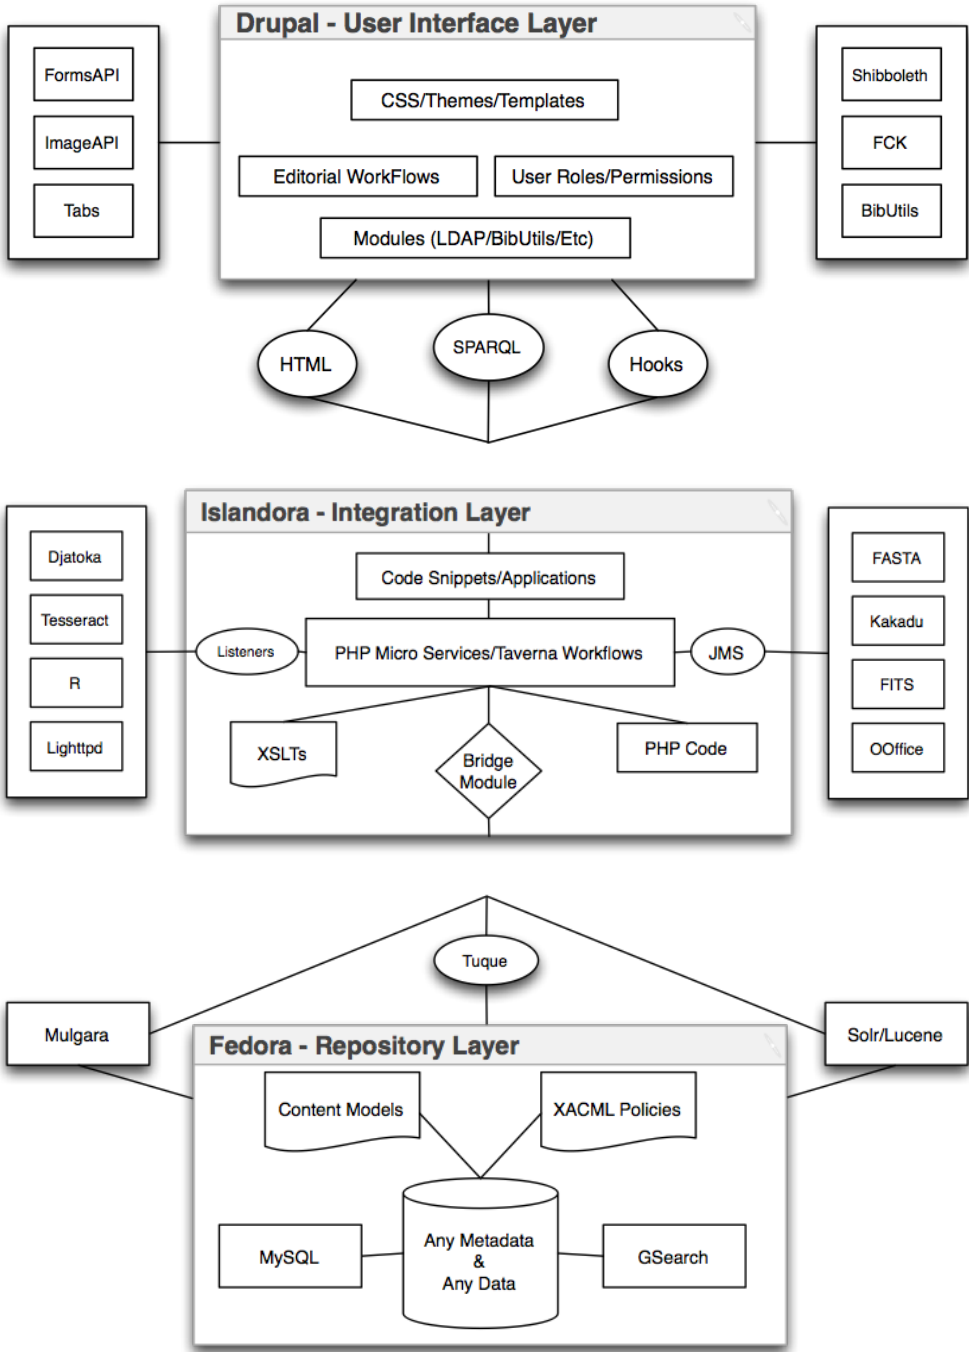 Drupal - User Interface Layer
FormsAPI
ImageAPI
Tabs
CSS/Themes/Templates
Editorial WorkFlows
User Roles/Permissions
Modules (LDAP/BibUtils/Etc)
Shibboleth
FCK
BibUtils
HTML
SPARQL
Hooks
Islandora - Integration Layer
Djatoka
Tesseract
R
Lighttpd
Code Snippets/Applications
Listeners
PHP Micro Services/Taverna Workflows
JMS
XSLTs
Bridge
Module
PHP Code
FASTA
Kakadu
FITS
OOffice
Tuque
Mulgara
Solr/Lucene
Fedora - Repository Layer
Content Models
XACML Policies
MySQL
Any Metadata
&
Any Data
GSearch